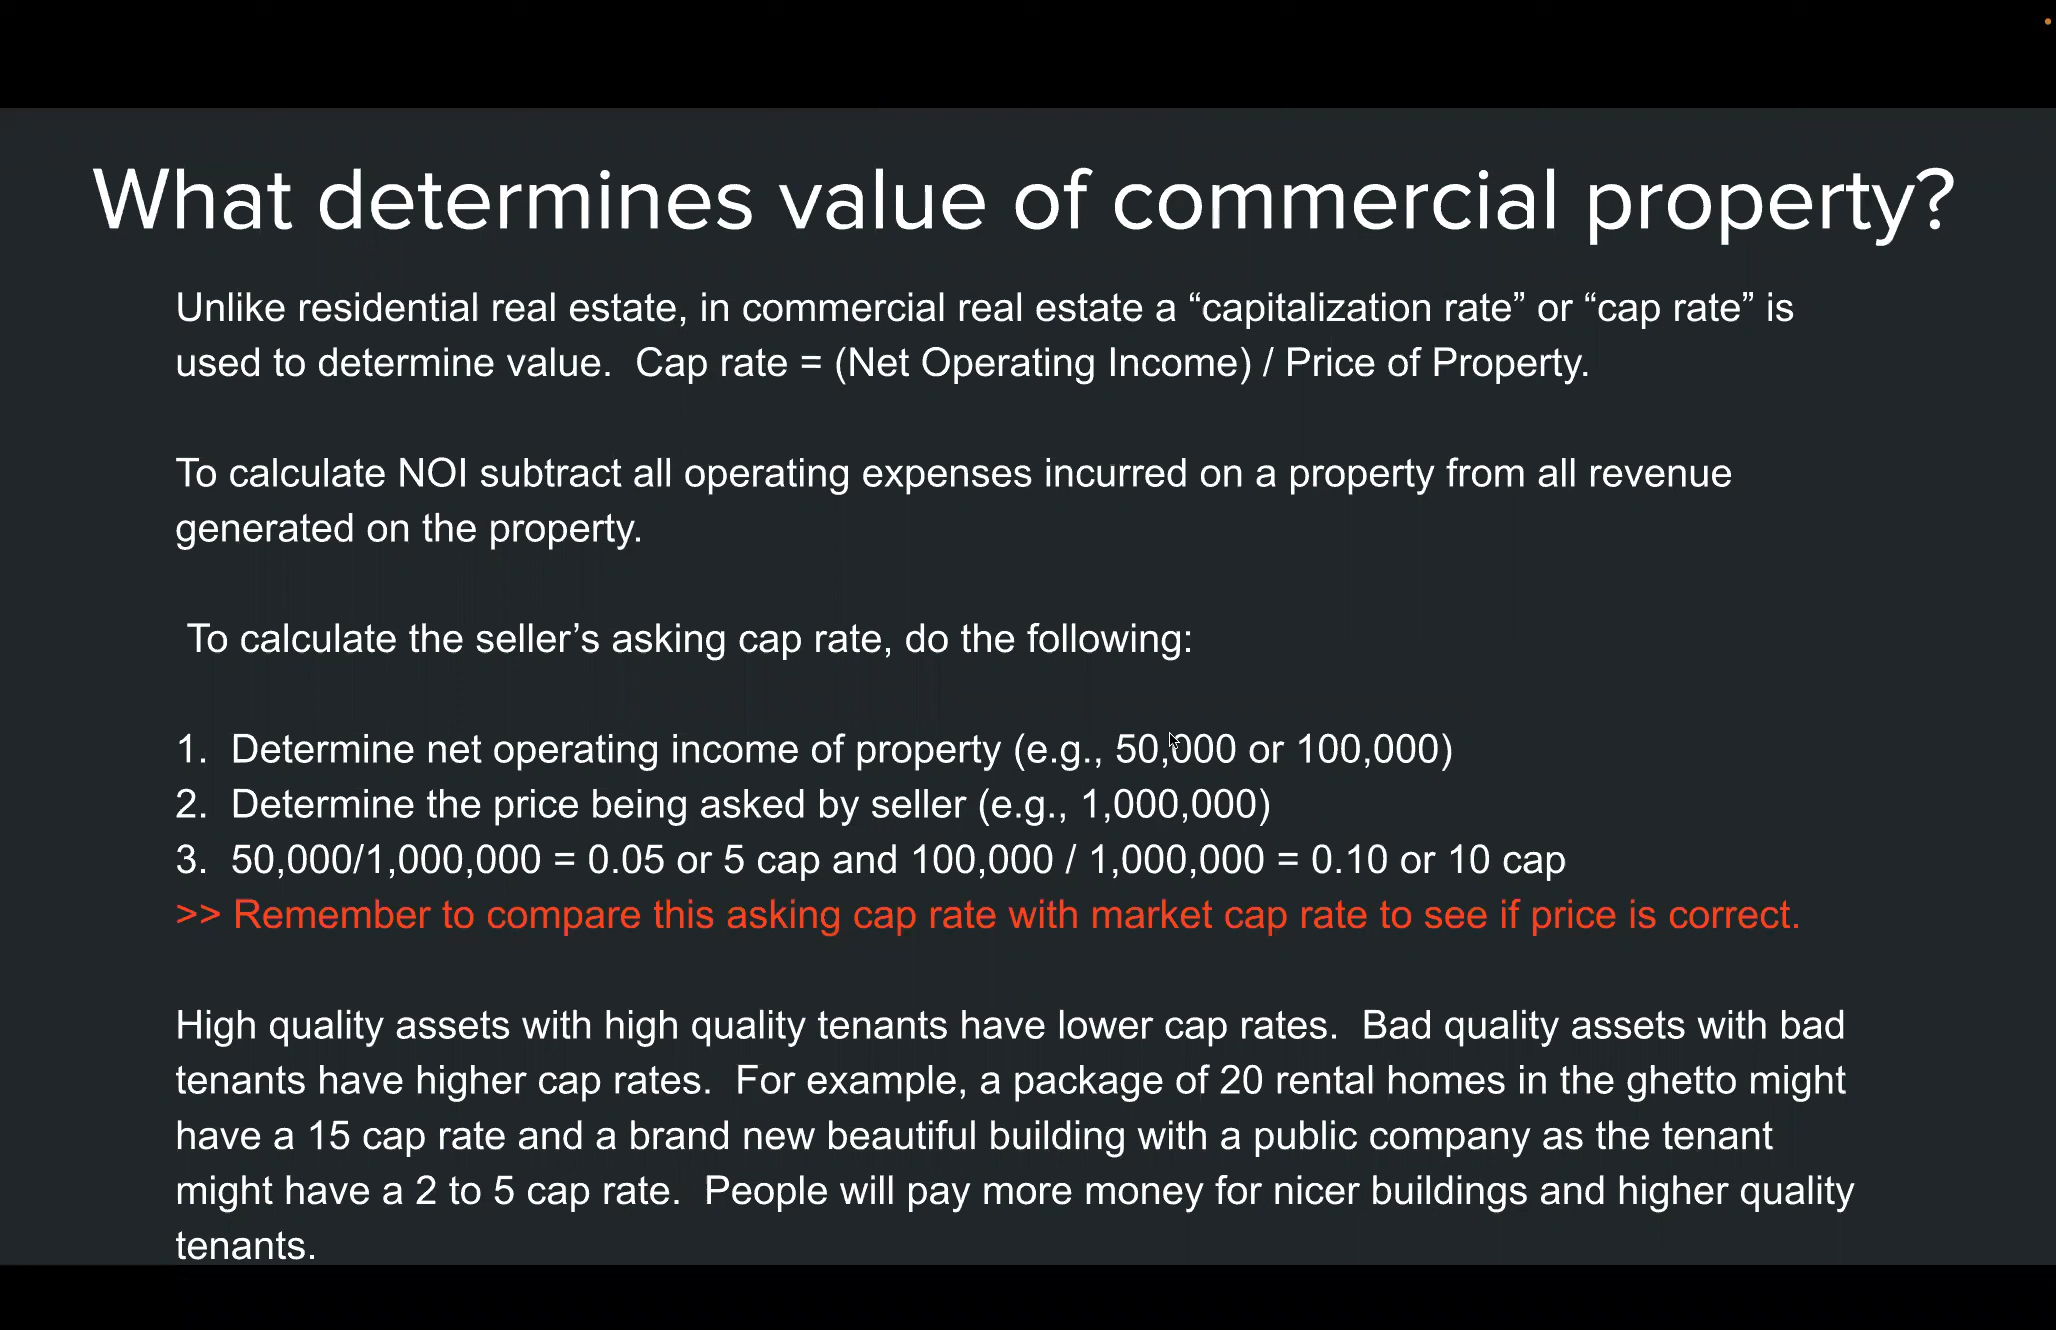 What determines value of commercial property?
Unlike residential real estate, in commercial real estate a “capitalization rate” or “cap rate” is
used to determine value.  Cap rate = (Net Operating Income) / Price of Property.
To calculate NOI subtract all operating expenses incurred on a property from all revenue
generated on the property.
To calculate the seller’s asking cap rate, do the following:
1.  Determine net operating income of property (e.g., 50,000 or 100,000)
2.  Determine the price being asked by seller (e.g., 1,000,000)
3.  50,000/1,000,000 = 0.05 or 5 cap and 100,000 / 1,000,000 = 0.10 or 10 cap
>> Remember to compare this asking cap rate with market cap rate to see if price is correct.
High quality assets with high quality tenants have lower cap rates.  Bad quality assets with bad
tenants have higher cap rates.  For example, a package of 20 rental homes in the ghetto might
have a 15 cap rate and a brand new beautiful building with a public company as the tenant
might have a 2 to 5 cap rate.  People will pay more money for nicer buildings and higher quality
tenants.